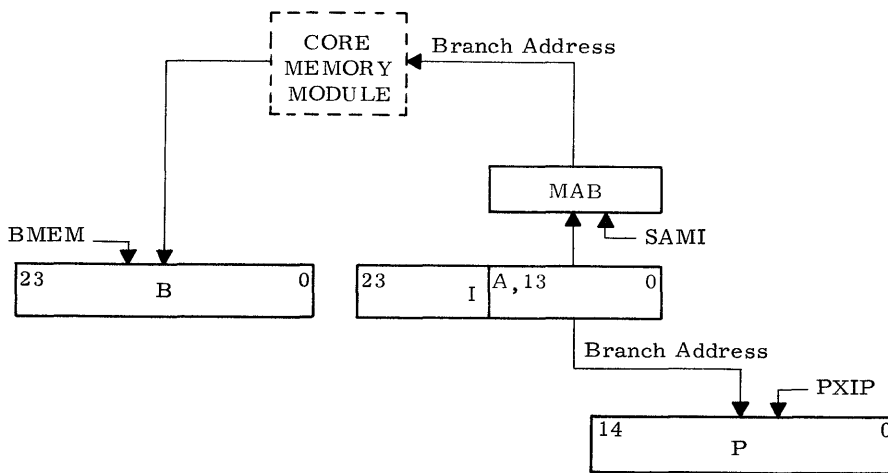 CORE
MEMORY
MODULE
Branch Address
MAB
BMEM
SAMI
23 B 0
23 I A,13 0
Branch Address
PXIP
14 P 0